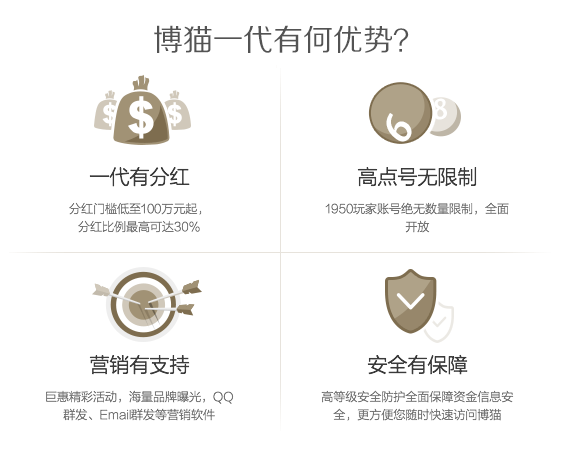 博猫一代有何优势?
$ $ $
一代有分红
分红门槛低至100万元起，
分红比例最高可达30%
6 8
高点号无限制
1950玩家账号绝无数量限制，全面
开放
营销有支持
巨惠精彩活动，海量品牌曝光，QQ
群发、Email群发等营销软件
安全有保障
高等级安全防护全面保障资金信息安
全，更方便您随时快速访问博猫